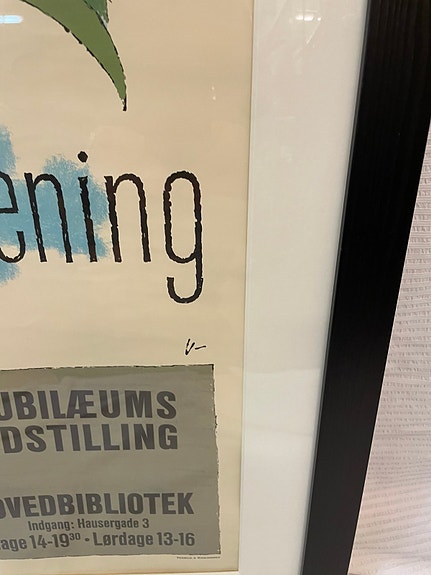 ening
UBILÆUMS
DSTILLING
OVEDBIBLIOTEK
Indgang: Hausergade 3
age 14-19³⁰ - Lørdage 13-16